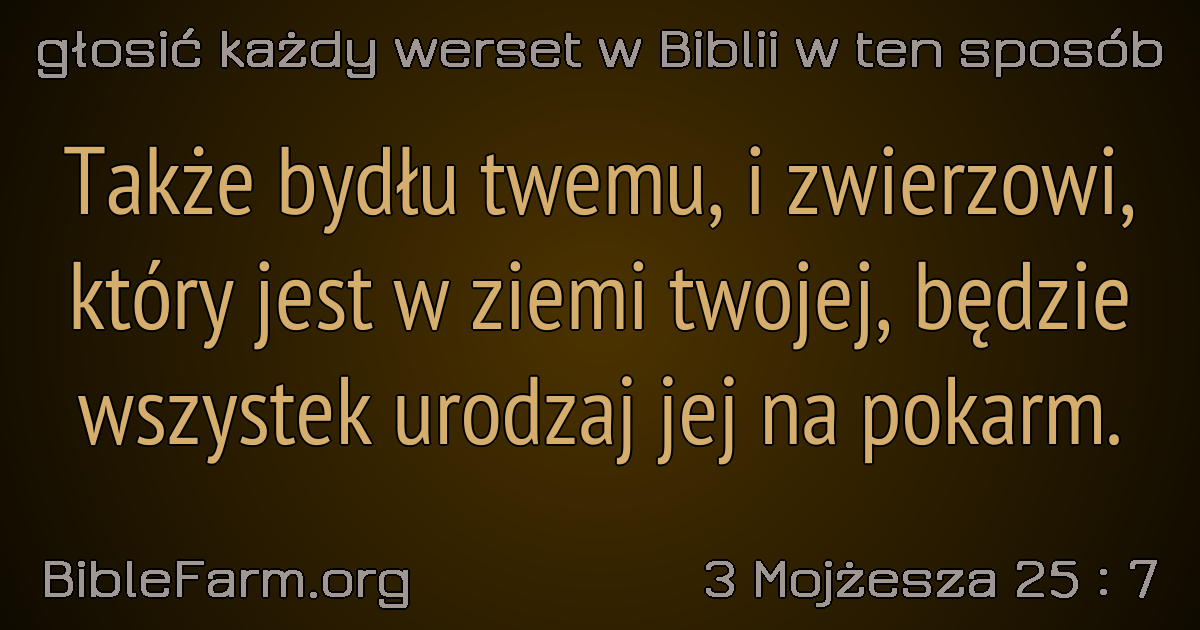 głosić każdy werset w Biblii w ten sposób
Także bydłu twemu, i zwierzowi,
który jest w ziemi twojej, będzie
wszystek urodzaj jej na pokarm.
BibleFarm.org
3 Mojżesza 25 : 7